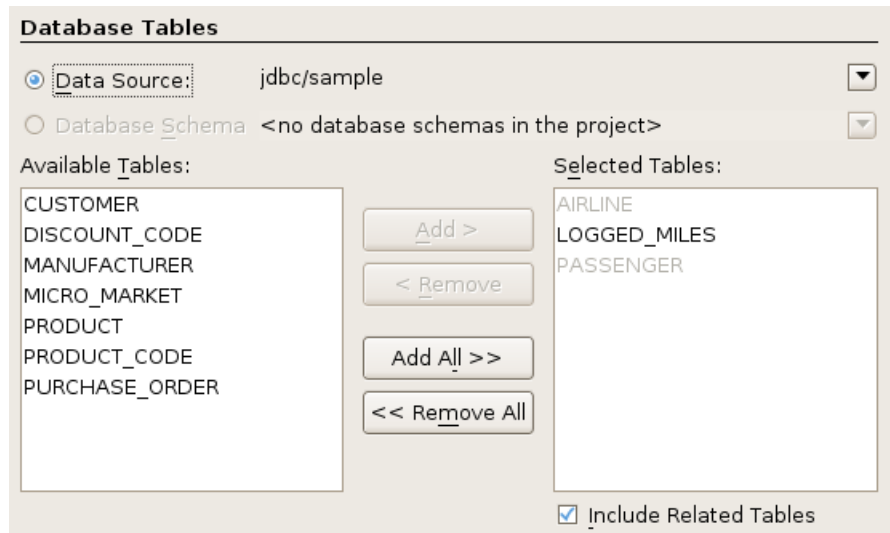 Database Tables
Data Source: jdbc/sample
Database Schema <no database schemas in the project>
Available Tables:
CUSTOMER
DISCOUNT_CODE
MANUFACTURER
MICRO_MARKET
PRODUCT
PRODUCT_CODE
PURCHASE_ORDER
Add >
< Remove
Add All >>
<< Remove All
Selected Tables:
AIRLINE
LOGGED_MILES
PASSENGER
Include Related Tables